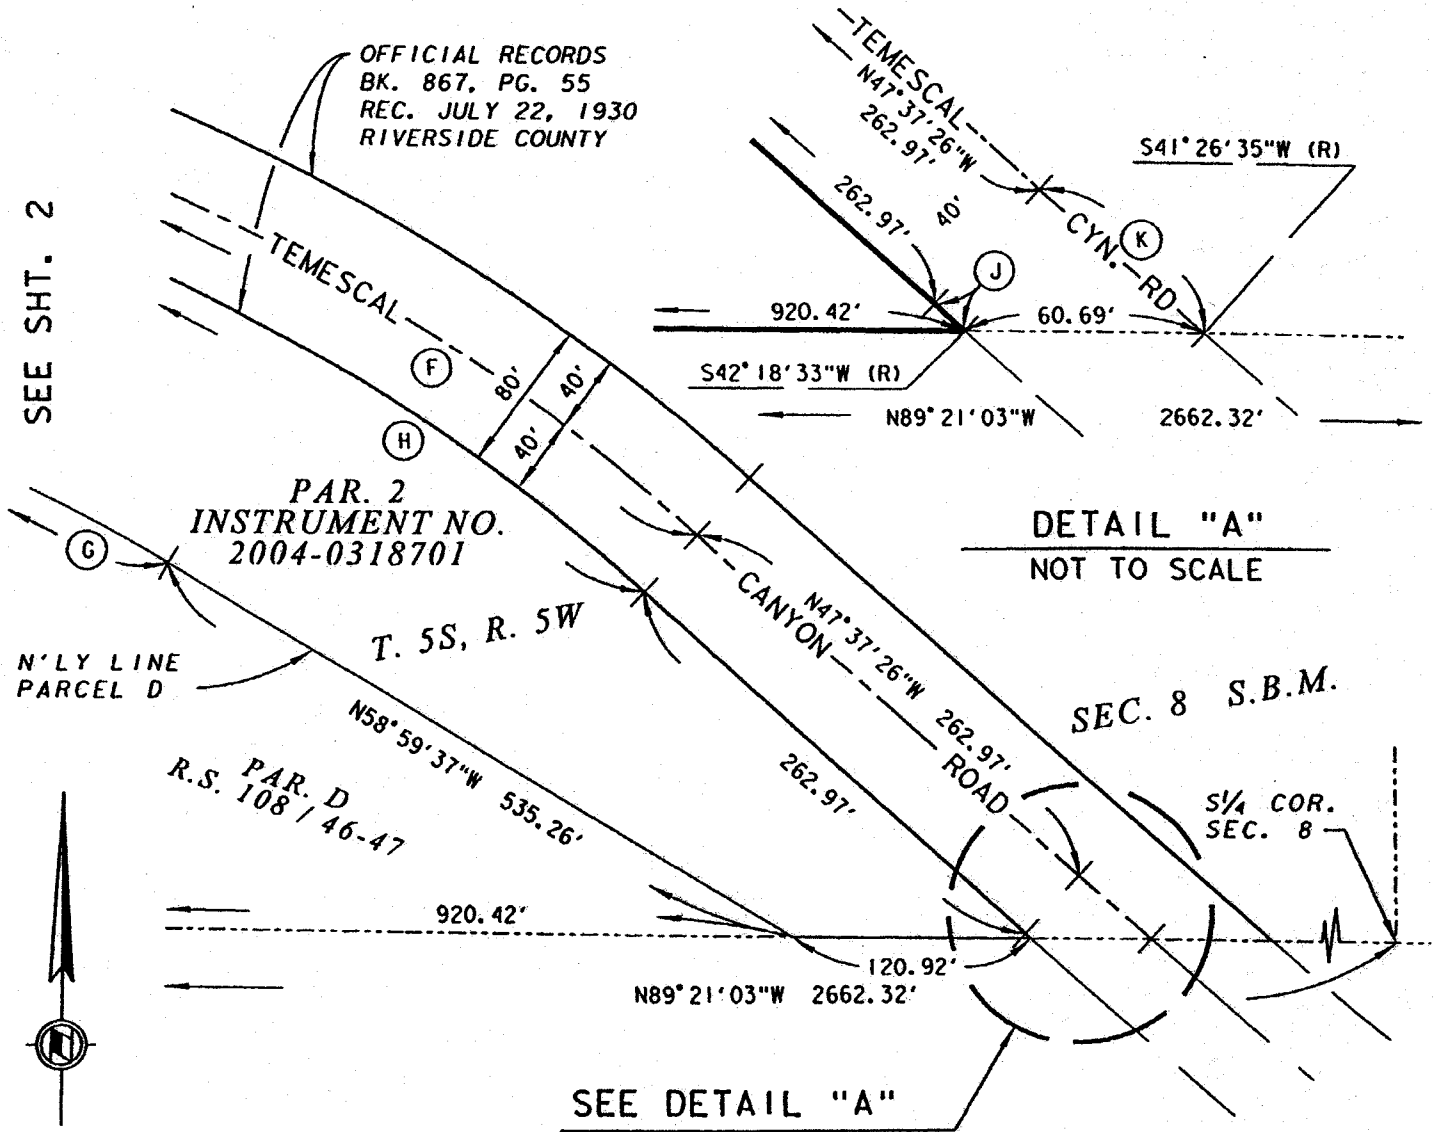 OFFICIAL RECORDS
BK. 867, PG. 55
REC. JULY 22, 1930
RIVERSIDE COUNTY
SEE SHT. 2
TEMESCAL
F
H
80'
40'
40'
PAR. 2
INSTRUMENT NO.
2004-0318701
G
T. 5S, R. 5W
N'LY LINE
PARCEL D
N58°59'37"W 535.26'
PAR. D
R.S. 108 / 46-47
CANYON
ROAD
N47°37'26"W 262.97'
262.97'
SEC. 8 S.B.M.
S1/4 COR.
SEC. 8
920.42'
120.92'
N89°21'03"W 2662.32'
SEE DETAIL "A"
TEMESCAL
N47°37'26"W
262.97'
262.97'
40'
S41°26'35"W (R)
CYN.
K
RD
J
920.42'
60.69'
S42°18'33"W (R)
N89°21'03"W 2662.32'
DETAIL "A"
NOT TO SCALE
N